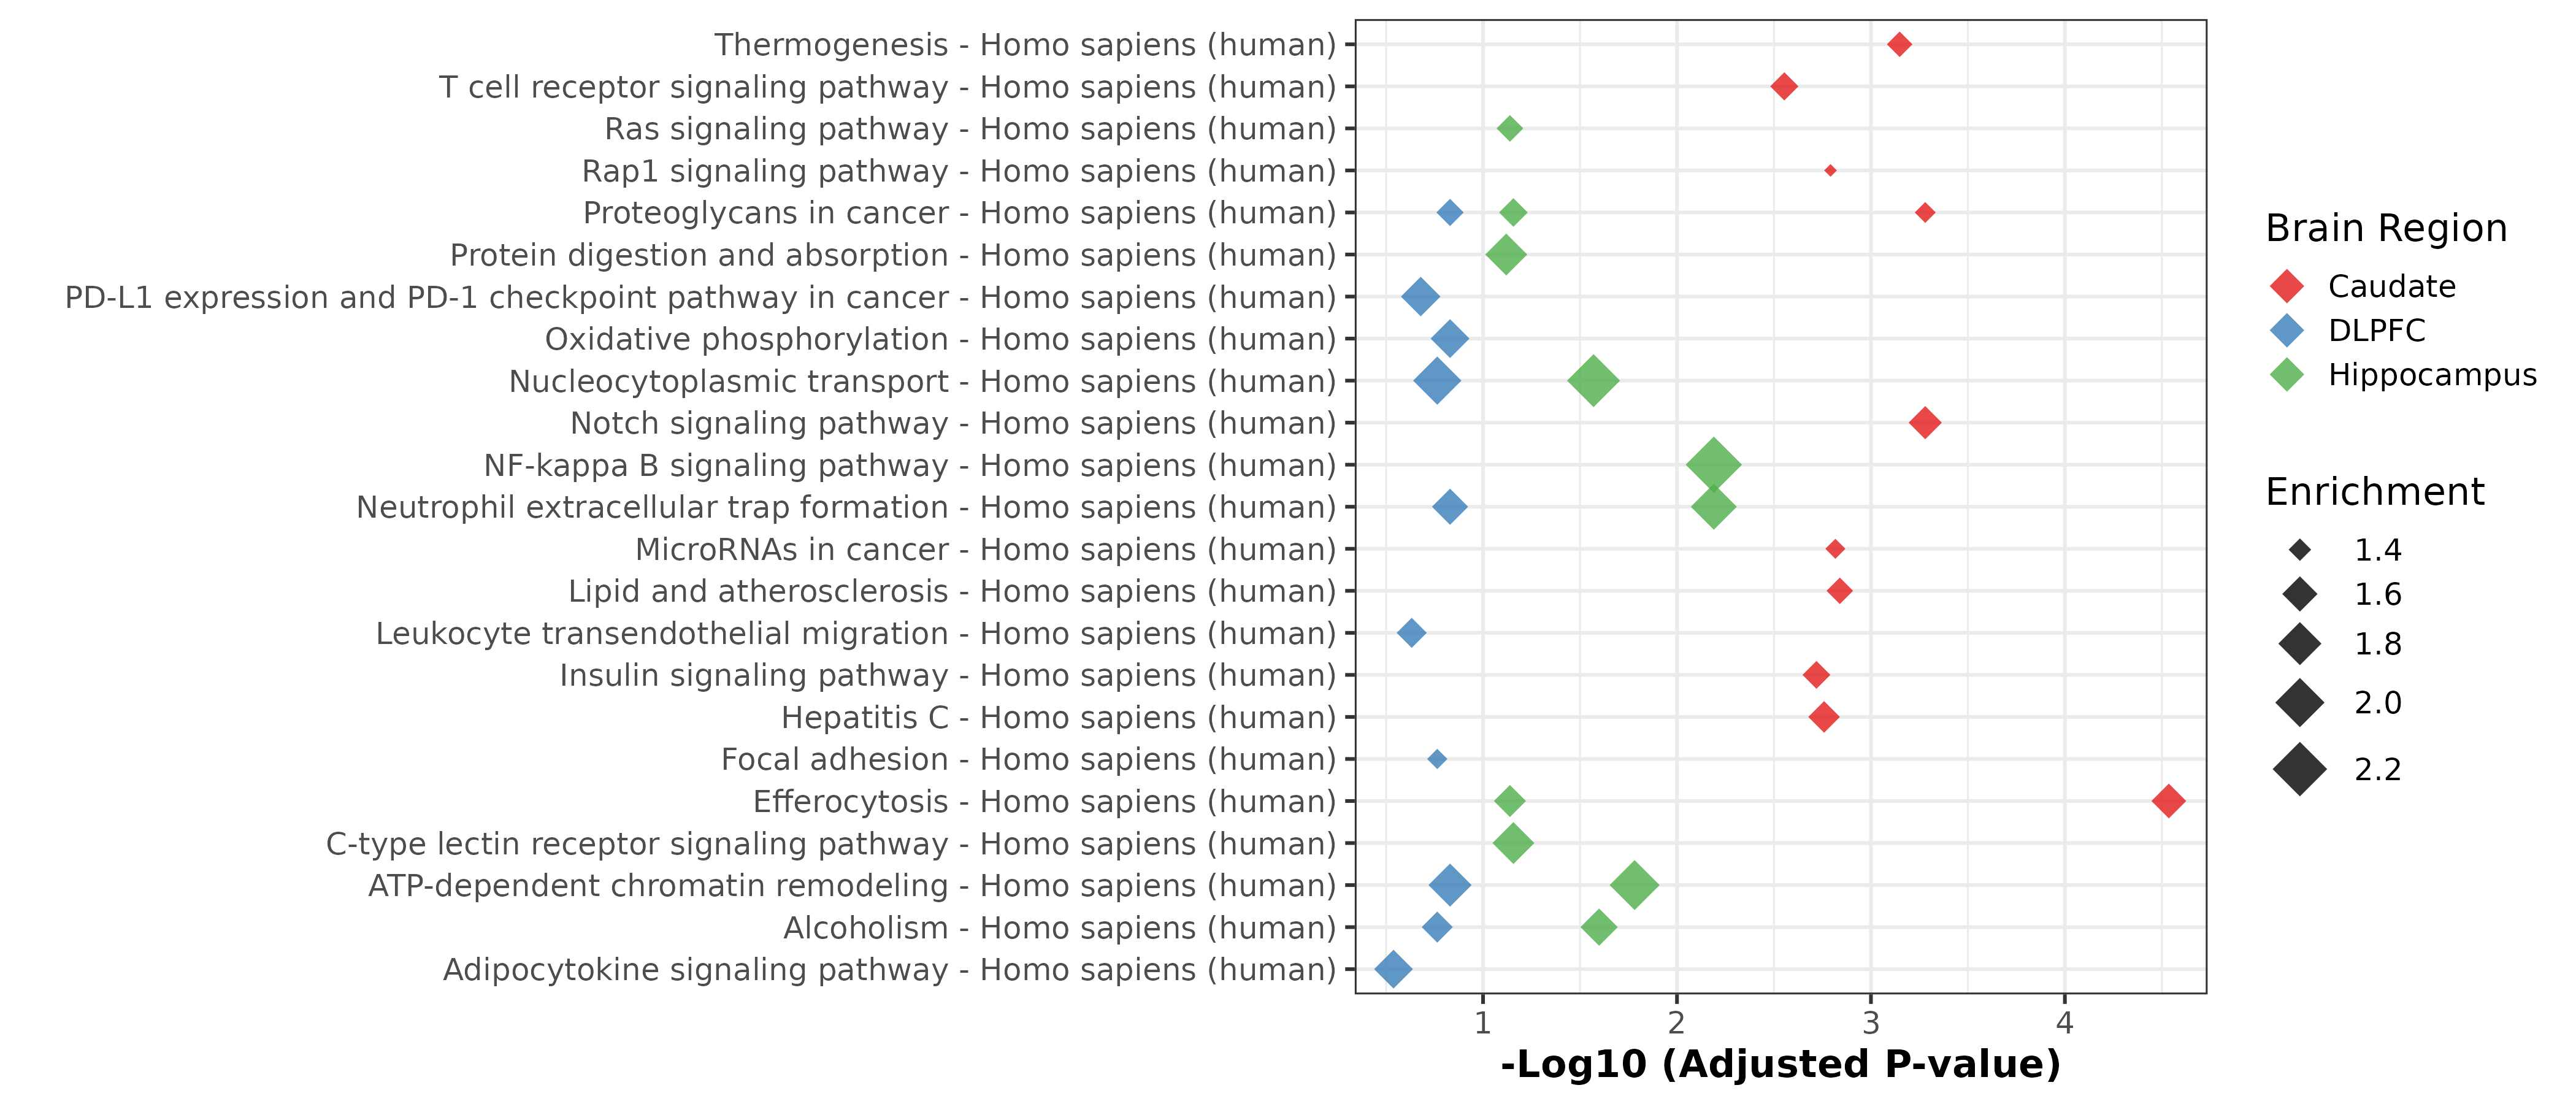 Thermogenesis - Homo sapiens (human)
T cell receptor signaling pathway - Homo sapiens (human)
Ras signaling pathway - Homo sapiens (human)
Rap1 signaling pathway - Homo sapiens (human)
Proteoglycans in cancer - Homo sapiens (human)
Protein digestion and absorption - Homo sapiens (human)
PD-L1 expression and PD-1 checkpoint pathway in cancer - Homo sapiens (human)
Oxidative phosphorylation - Homo sapiens (human)
Nucleocytoplasmic transport - Homo sapiens (human)
Notch signaling pathway - Homo sapiens (human)
NF-kappa B signaling pathway - Homo sapiens (human)
Neutrophil extracellular trap formation - Homo sapiens (human)
MicroRNAs in cancer - Homo sapiens (human)
Lipid and atherosclerosis - Homo sapiens (human)
Leukocyte transendothelial migration - Homo sapiens (human)
Insulin signaling pathway - Homo sapiens (human)
Hepatitis C - Homo sapiens (human)
Focal adhesion - Homo sapiens (human)
Efferocytosis - Homo sapiens (human)
C-type lectin receptor signaling pathway - Homo sapiens (human)
ATP-dependent chromatin remodeling - Homo sapiens (human)
Alcoholism - Homo sapiens (human)
Adipocytokine signaling pathway - Homo sapiens (human)
1 2 3 4
-Log10 (Adjusted P-value)
Brain Region
Caudate
DLPFC
Hippocampus
Enrichment
1.4
1.6
1.8
2.0
2.2